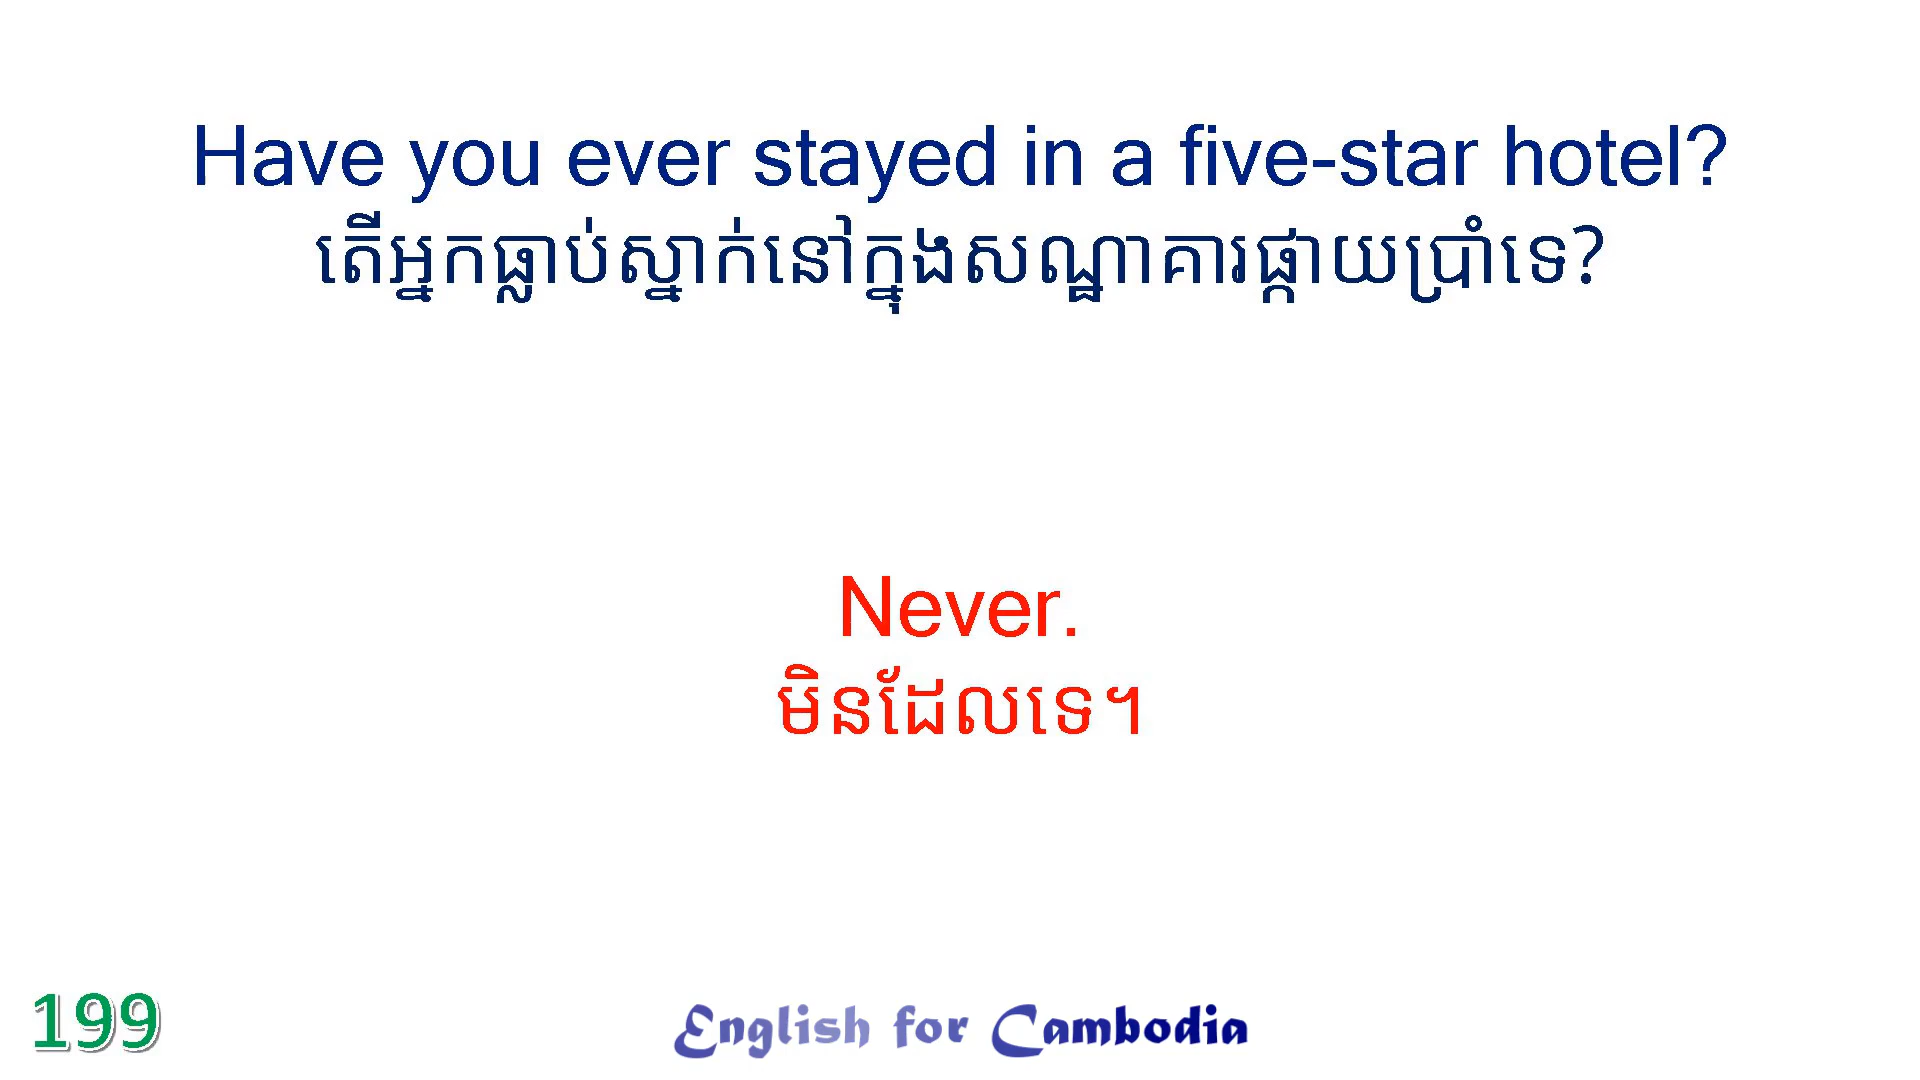 Have you ever stayed in a five-star hotel?
តើអ្នកធ្លាប់ស្នាក់នៅក្នុងសណ្ឋាគារផ្កាយប្រាំទេ?
Never.
មិនដែលទេ។
199
English for Cambodia